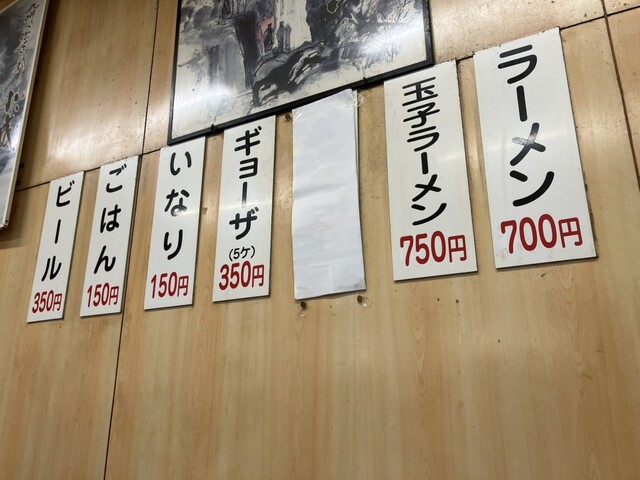 ラーメン
700円
玉子ラーメン
750円
ギョーザ
(5ケ)
350円
いなり
150円
ごはん
150円
ビール
350円